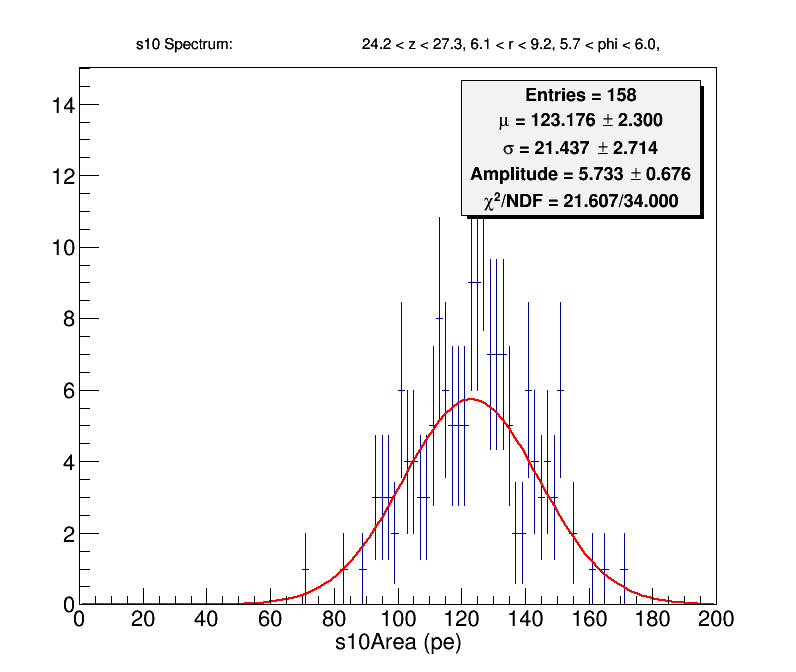 s10 Spectrum: 24.2 < z < 27.3, 6.1 < r < 9.2, 5.7 < phi < 6.0,
Entries = 158
μ = 123.176 ± 2.300
σ = 21.437 ± 2.714
Amplitude = 5.733 ± 0.676
χ²/NDF = 21.607/34.000
14
12
10
8
6
4
2
0
0 20 40 60 80 100 120 140 160 180 200
s10Area (pe)